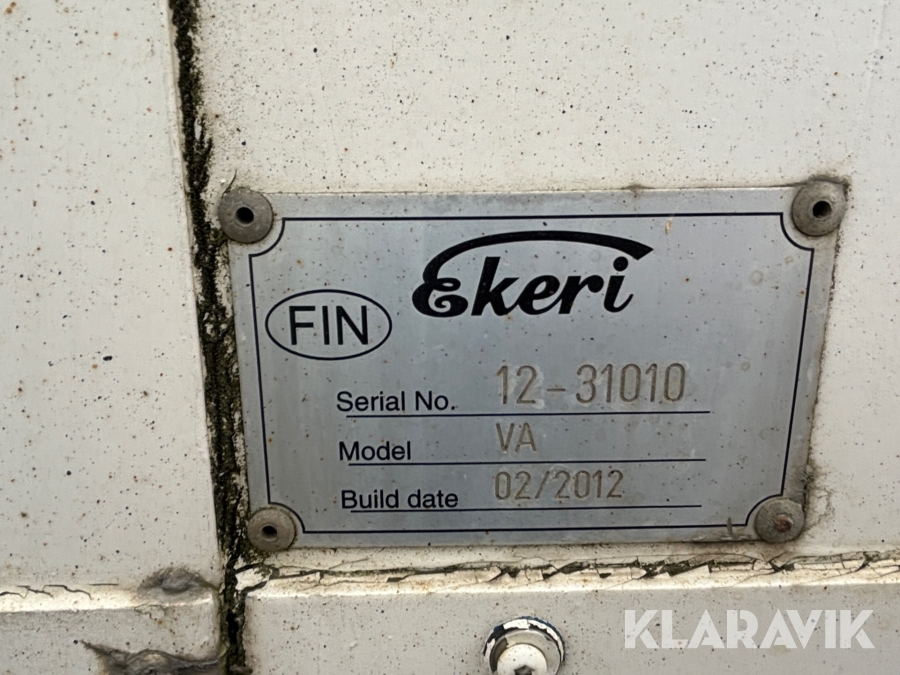 Ekeri
FIN
Serial No. 12-31010
Model VA
Build date 02/2012
KLARAVIK